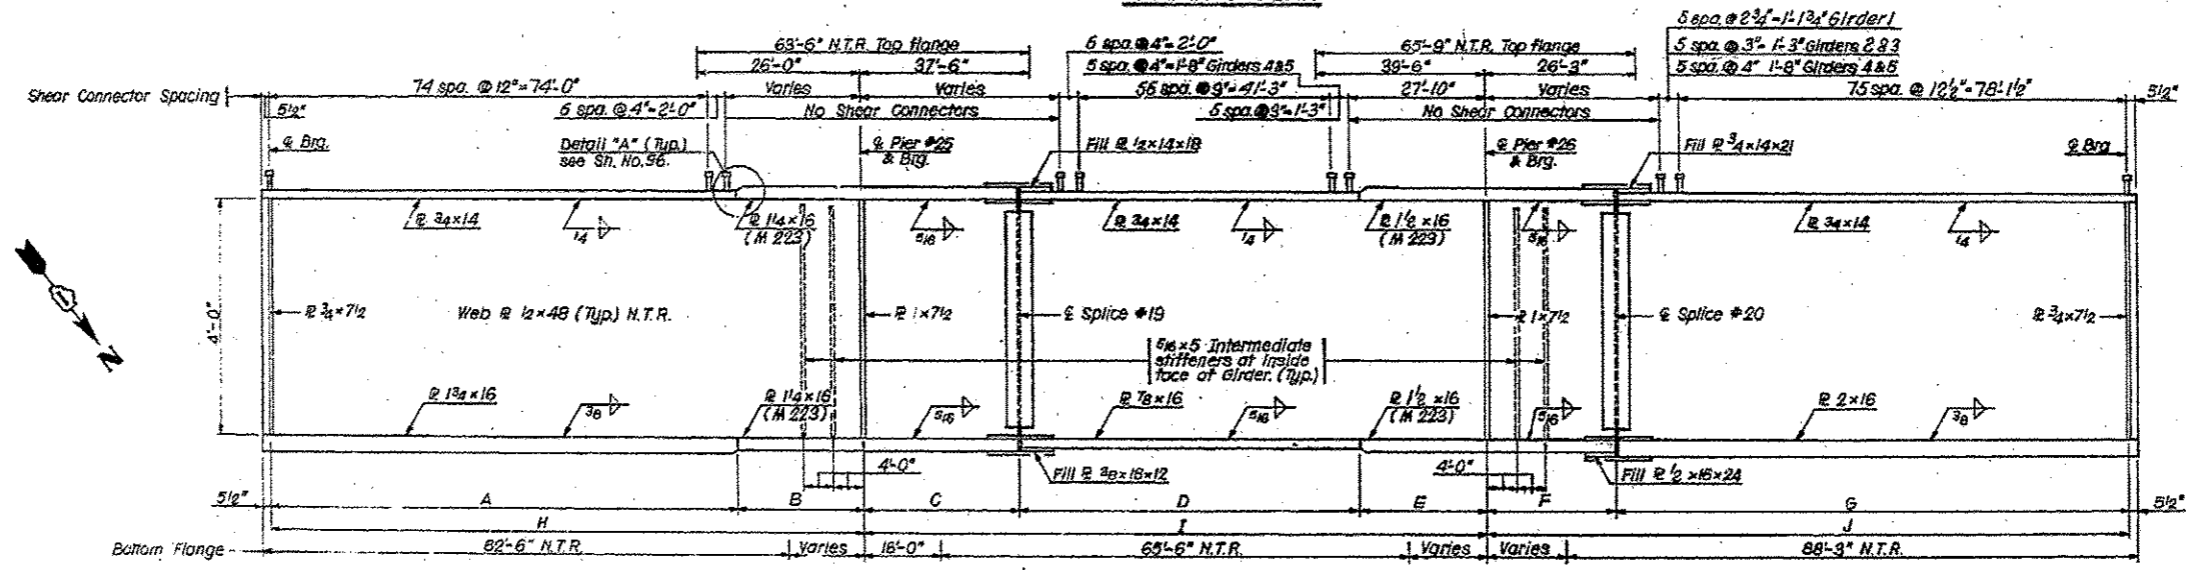 5 spa. @ 2¾"=1'-1¾" Girder 1
63'-6" N.T.R. Top flange
6 spa. @ 4"=2'-0"
65'-9" N.T.R. Top flange
5 spa. @ 3"=1'-3" Girders 2&3
26'-0"
37'-6"
5 spa. @ 4"=1'-8" Girders 4&5
39'-6"
26'-3"
5 spa. @ 4" 1'-8" Girders 4&5
Shear Connector Spacing
74 spa. @ 12"=74'-0"
Varies
Varies
55 spa. @ 9"=41'-3"
27'-10"
Varies
75 spa. @ 12½"=78'-1½"
5½"
5½"
6 spa. @ 4"=2'-0"
No Shear Connectors
5 spa. @ 3"=1'-3"
No Shear Connectors
℄ Brg.
Detail "A" (Typ.)
see Sh. No. 96.
℄ Pier #25
& Brg.
Fill ℞ ½×14×18
℄ Pier #26
& Brg.
Fill ℞ ¾×14×21
℄ Brg
℞ ¾×14
¼
℞ 1¼×16
(M 223)
5/16
℞ ¾×14
¼
℞ 1½×16
(M 223)
5/16
℞ ¾×14
¼
4'-0"
℞ ¾×7½
Web ℞ ½×48 (Typ.) N.T.R.
℞ 1×7½
℄ Splice #19
℞ 1×7½
℄ Splice #20
℞ ¾×7½
N
5/16×5 Intermediate
stiffeners at inside
face of Girder. (Typ.)
℞ 1¾×16
3/8
℞ 1¼×16
(M 223)
5/16
℞ 7/8×16
5/16
℞ 1½×16
(M 223)
5/16
℞ 2×16
3/8
4'-0"
Fill ℞ 3/8×16×12
4'-0"
Fill ℞ ½×16×24
5½"
A
B
C
D
E
F
G
5½"
H
I
J
Bottom Flange
82'-6" N.T.R.
Varies
16'-0"
65'-6" N.T.R.
Varies
Varies
88'-3" N.T.R.